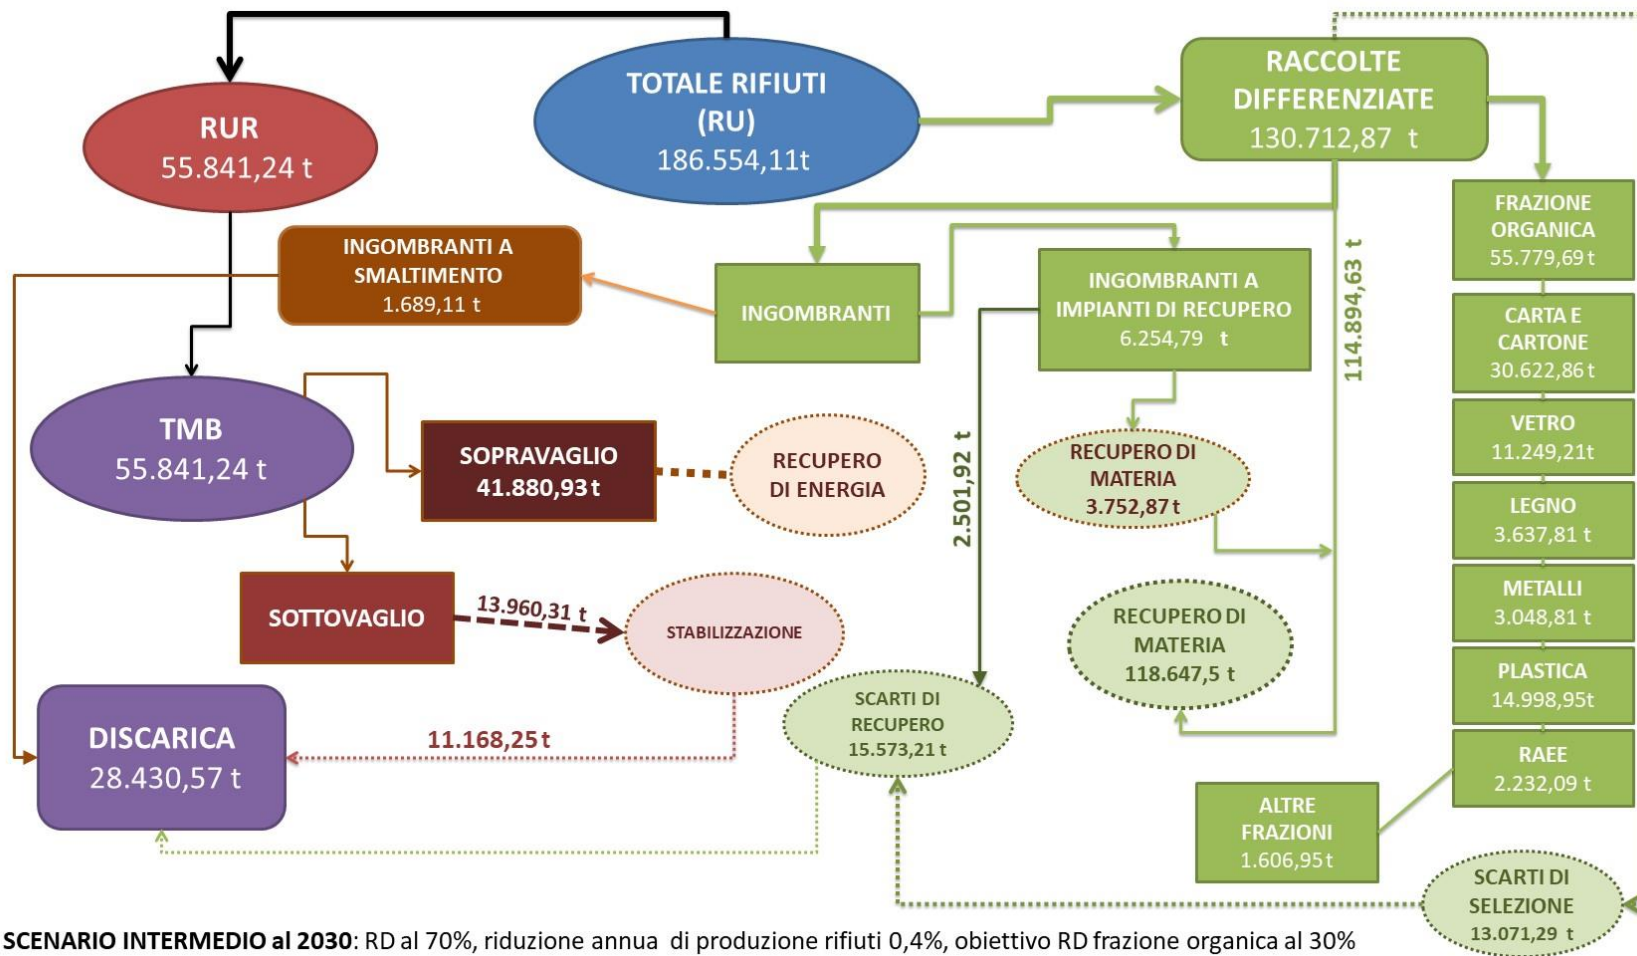 TOTALE RIFIUTI
(RU)
186.554,11t
RUR
55.841,24 t
RACCOLTE
DIFFERENZIATE
130.712,87 t
INGOMBRANTI A
SMALTIMENTO
1.689,11 t
INGOMBRANTI
INGOMBRANTI A
IMPIANTI DI RECUPERO
6.254,79 t
114.894,63 t
FRAZIONE
ORGANICA
55.779,69 t
CARTA E
CARTONE
30.622,86 t
VETRO
11.249,21t
LEGNO
3.637,81 t
METALLI
3.048,81 t
PLASTICA
14.998,95t
RAEE
2.232,09 t
ALTRE
FRAZIONI
1.606,95t
TMB
55.841,24 t
SOPRAVAGLIO
41.880,93t
RECUPERO
DI ENERGIA
2.501,92 t
RECUPERO DI
MATERIA
3.752,87 t
SOTTOVAGLIO
13.960,31 t
STABILIZZAZIONE
RECUPERO DI
MATERIA
118.647,5 t
SCARTI DI
RECUPERO
15.573,21 t
DISCARICA
28.430,57 t
11.168,25 t
SCARTI DI
SELEZIONE
13.071,29 t
SCENARIO INTERMEDIO al 2030: RD al 70%, riduzione annua di produzione rifiuti 0,4%, obiettivo RD frazione organica al 30%